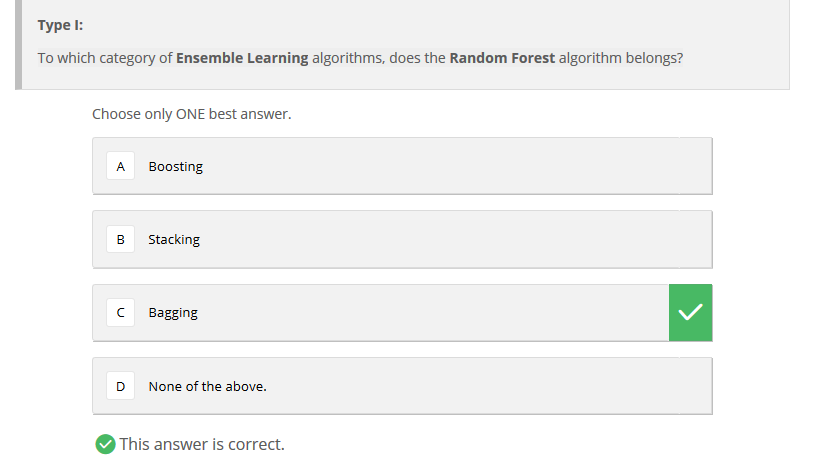 Type I:
To which category of Ensemble Learning algorithms, does the Random Forest algorithm belongs?
Choose only ONE best answer.
A Boosting
B Stacking
C Bagging
D None of the above.
This answer is correct.